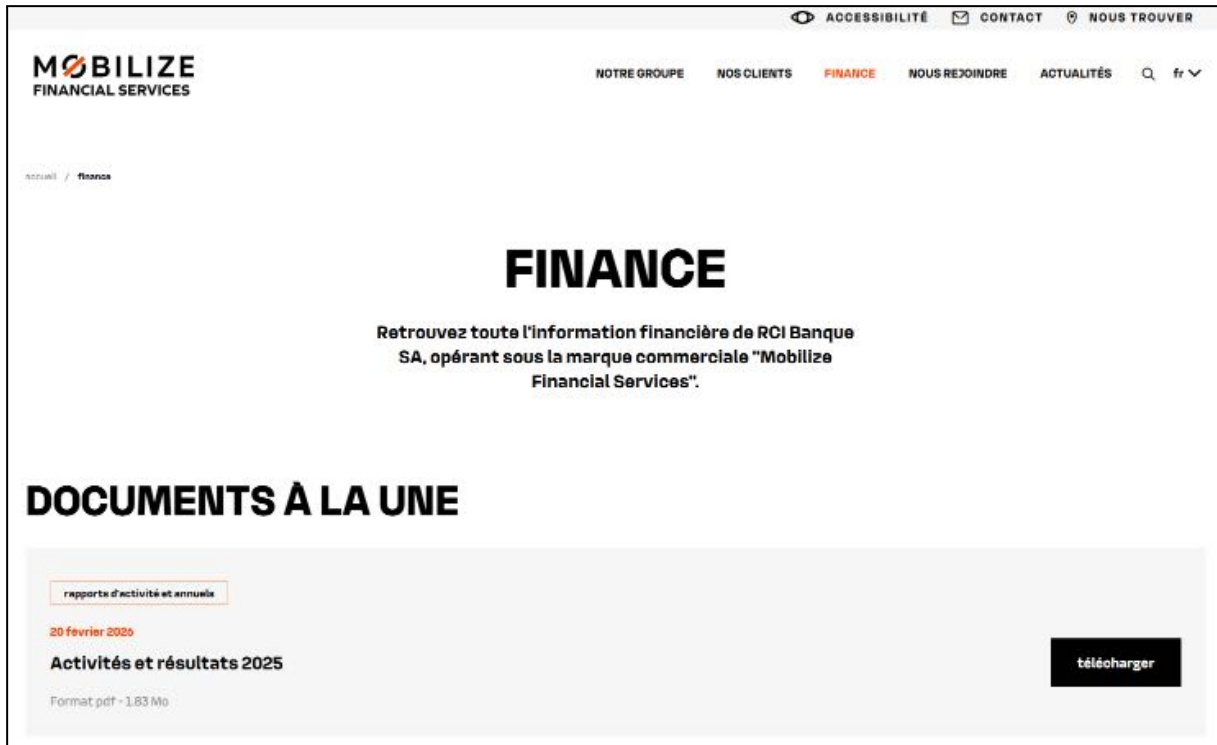 ACCESSIBILITÉ CONTACT NOUS TROUVER
MOBILIZE
FINANCIAL SERVICES
NOTRE GROUPE NOS CLIENTS FINANCE NOUS REJOINDRE ACTUALITÉS fr
accueil / finance
FINANCE
Retrouvez toute l'information financière de RCI Banque
SA, opérant sous la marque commerciale "Mobilize
Financial Services".
DOCUMENTS À LA UNE
rapports d'activité et annuels
20 février 2026
Activités et résultats 2025
télécharger
Format pdf - 1.83 Mo